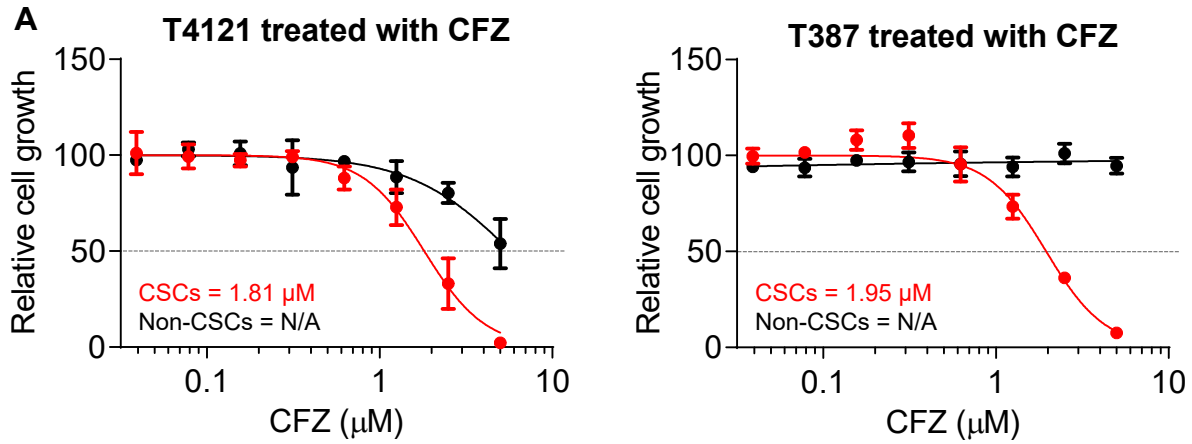 A
T4121 treated with CFZ
150
100
50
0
Relative cell growth
CSCs = 1.81 μM
Non-CSCs = N/A
0.1
1
10
CFZ (μM)
T387 treated with CFZ
150
100
50
0
Relative cell growth
CSCs = 1.95 μM
Non-CSCs = N/A
0.1
1
10
CFZ (μM)